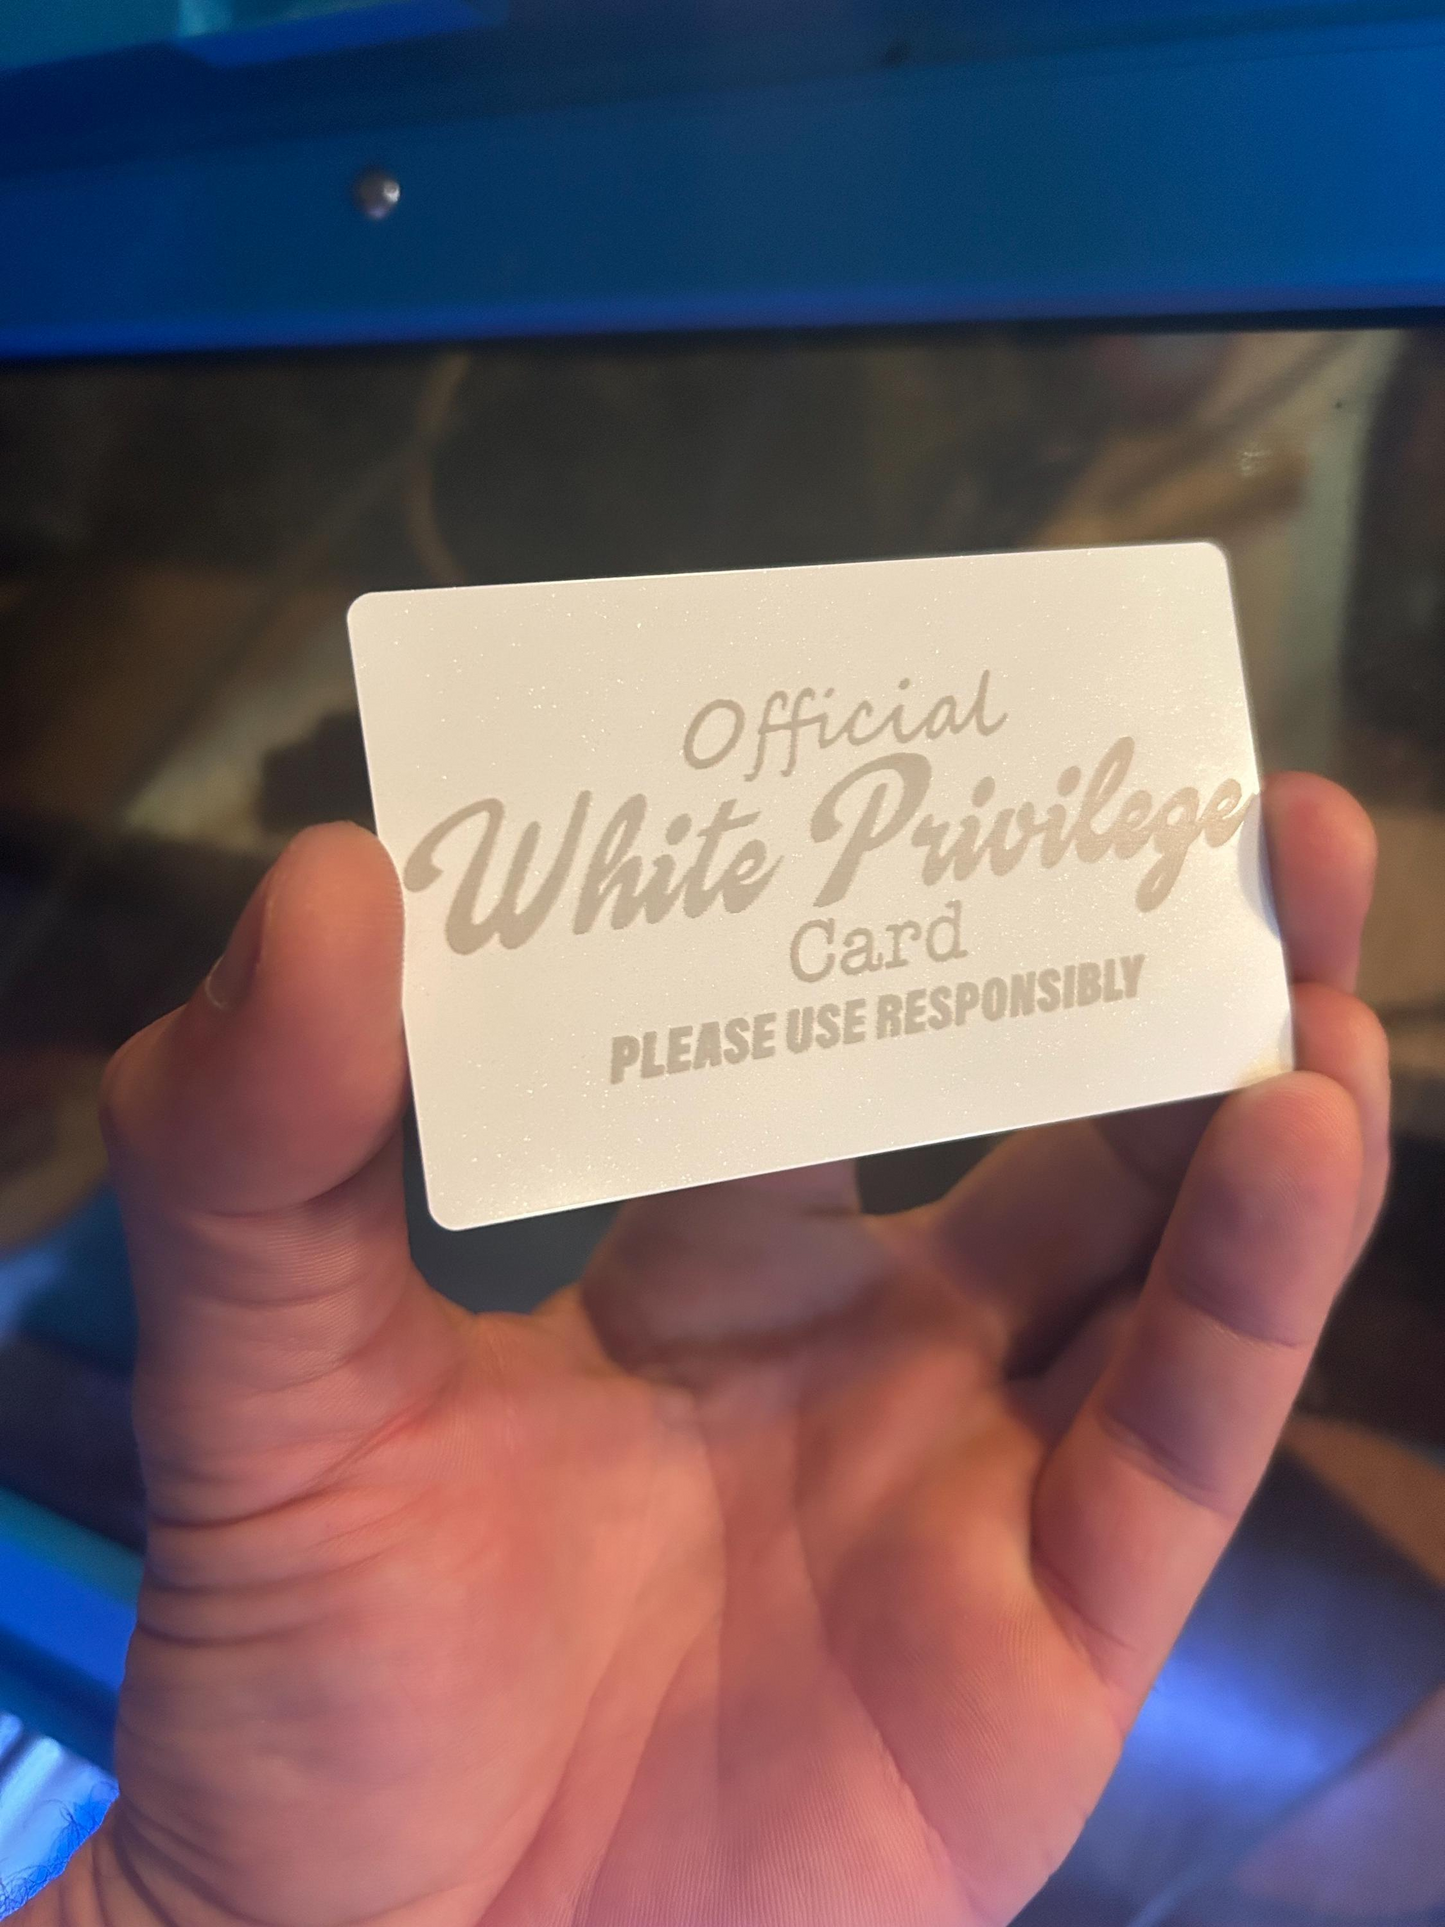 Official
White Privilege
Card
PLEASE USE RESPONSIBLY